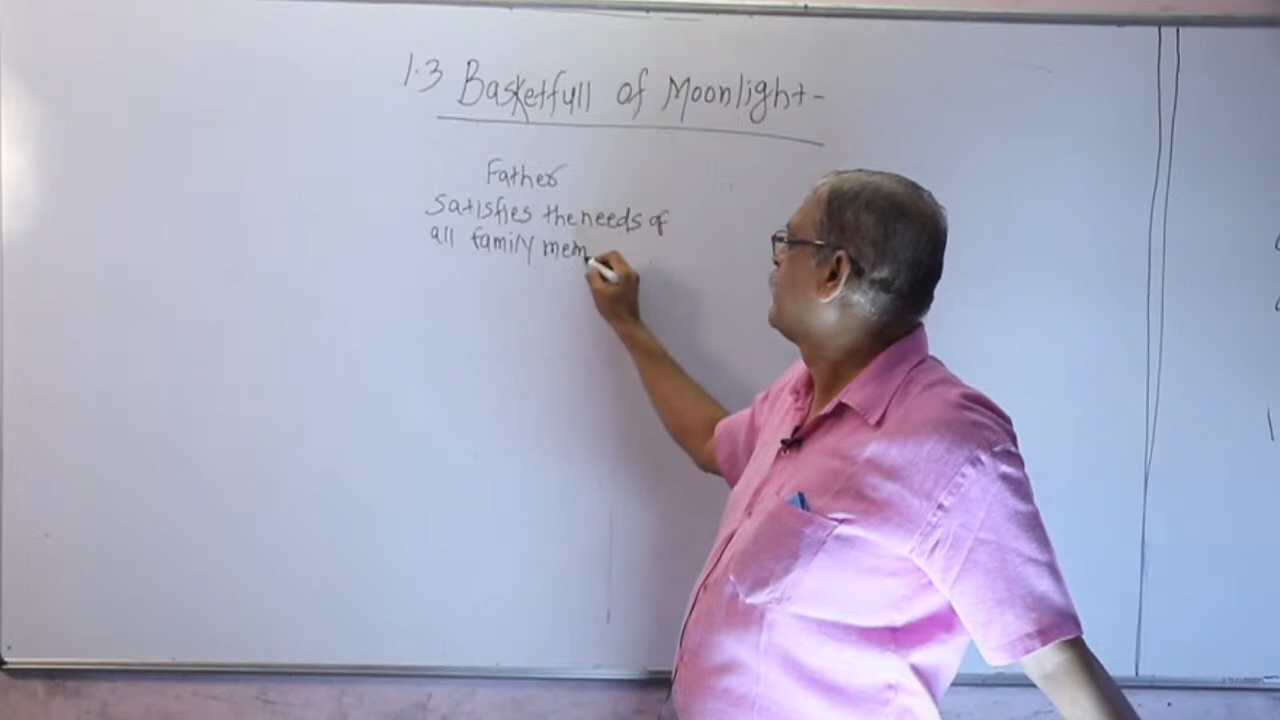 1.3 Basketfull of Moonlight-
Father
satisfies the needs of
all family mem